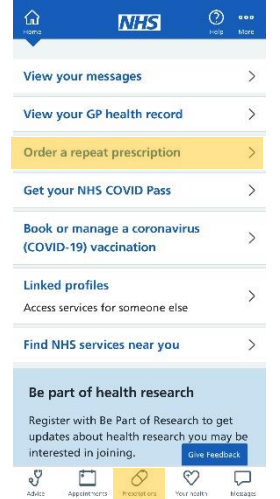 NHS
Home
Help
More
View your messages
View your GP health record
Order a repeat prescription
Get your NHS COVID Pass
Book or manage a coronavirus
(COVID-19) vaccination
Linked profiles
Access services for someone else
Find NHS services near you
Be part of health research
Register with Be Part of Research to get
updates about health research you may be
interested in joining.
Give Feedback
Advice
Appointments
Prescriptions
Your health
Messages